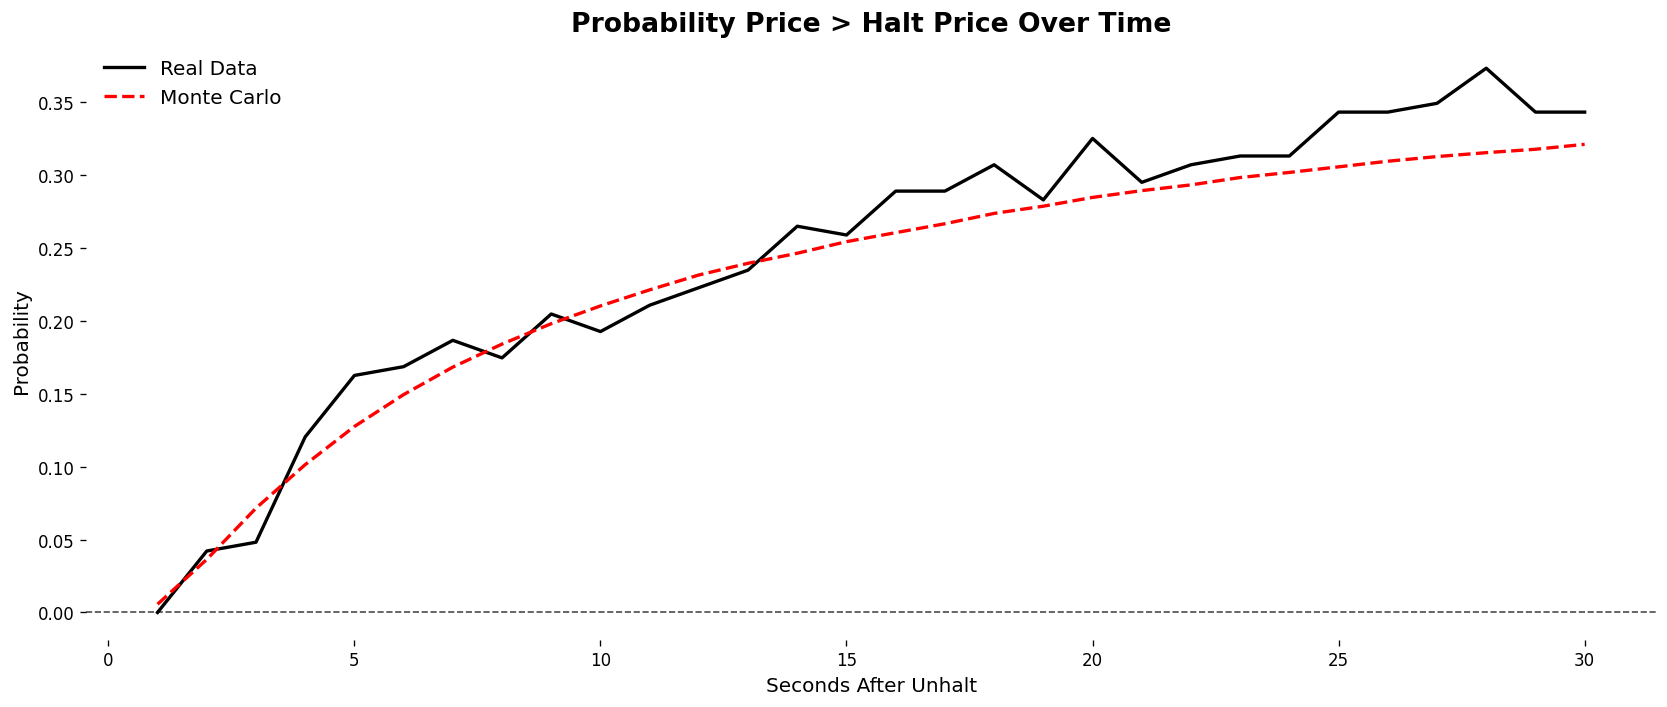 Probability Price > Halt Price Over Time
Real Data
Monte Carlo
Probability
0.35
0.30
0.25
0.20
0.15
0.10
0.05
0.00
0 5 10 15 20 25 30
Seconds After Unhalt